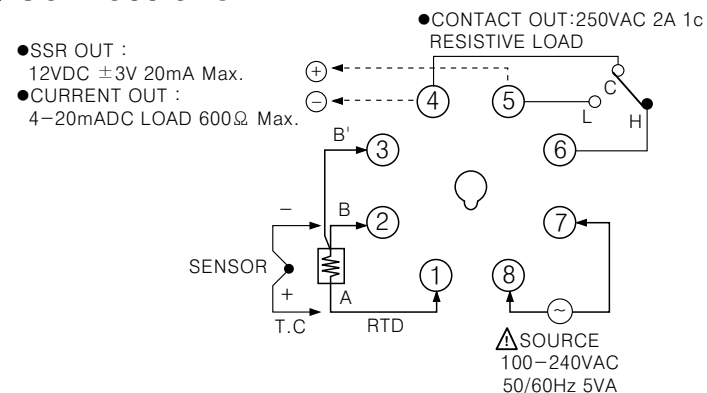 ●CONTACT OUT:250VAC 2A 1c
RESISTIVE LOAD
●SSR OUT :
12VDC ±3V 20mA Max.
●CURRENT OUT :
4-20mADC LOAD 600Ω Max.
+
-
4
5
C
L
H
B'
3
6
B
2
7
-
SENSOR
+
T.C
A
RTD
1
8
~
⚠SOURCE
100-240VAC
50/60Hz 5VA